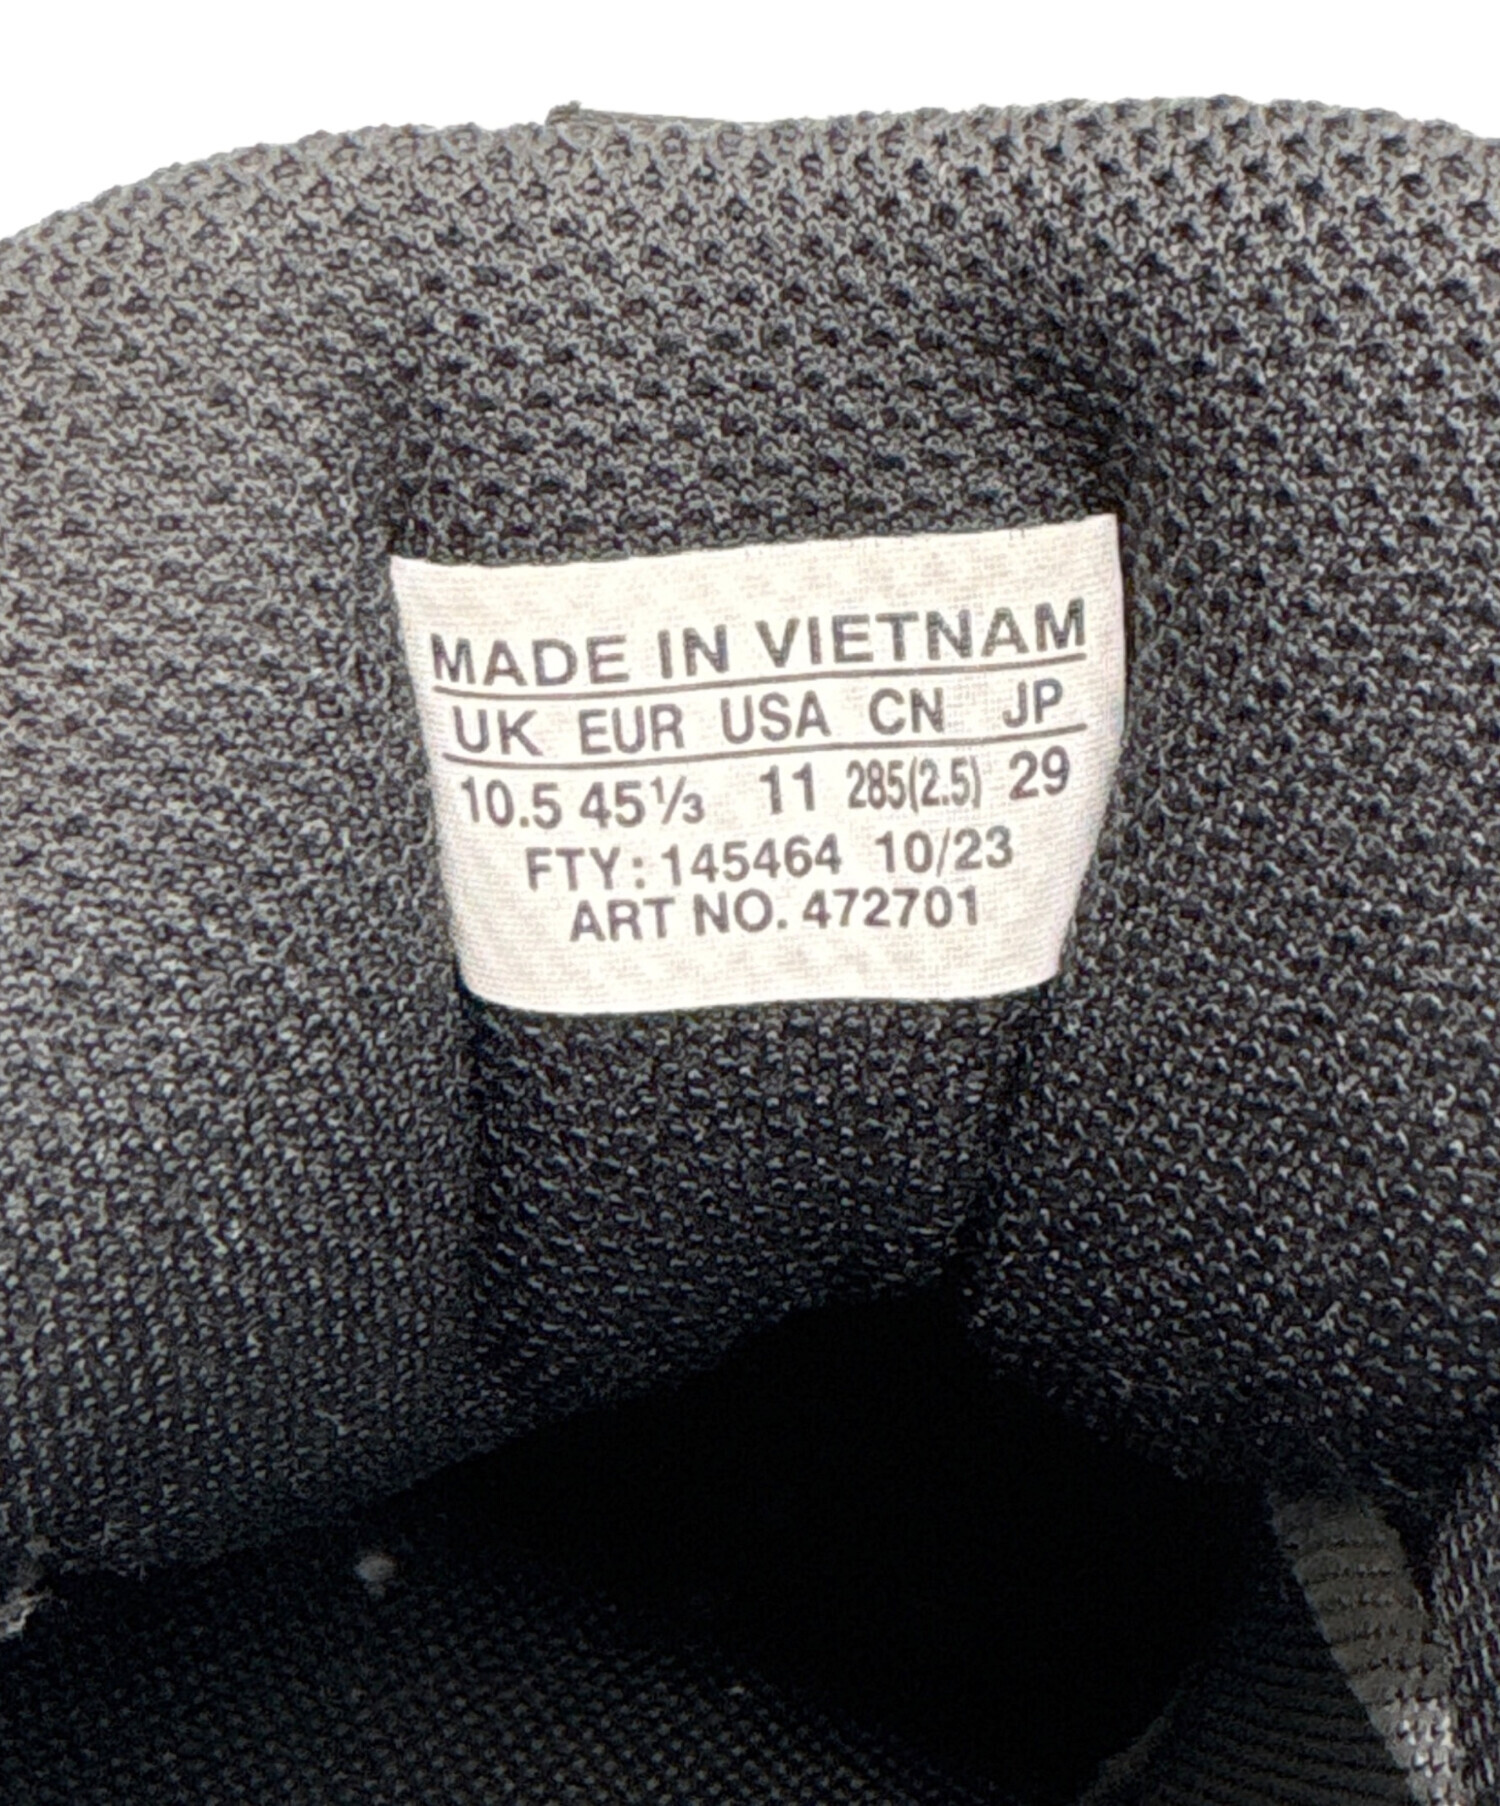 MADE IN VIETNAM
UK EUR USA CN JP
10.5 45⅓ 11 285(2.5) 29
FTY: 145464 10/23
ART NO. 472701